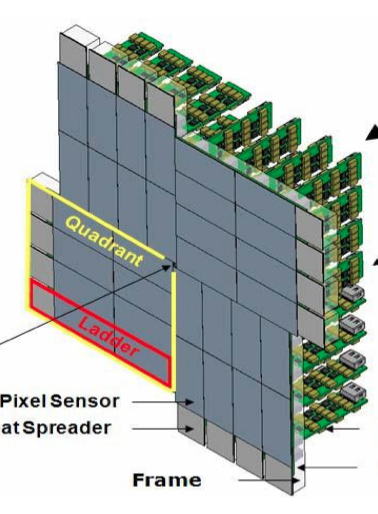 Quadrant
Ladder
Pixel Sensor
at Spreader
Frame